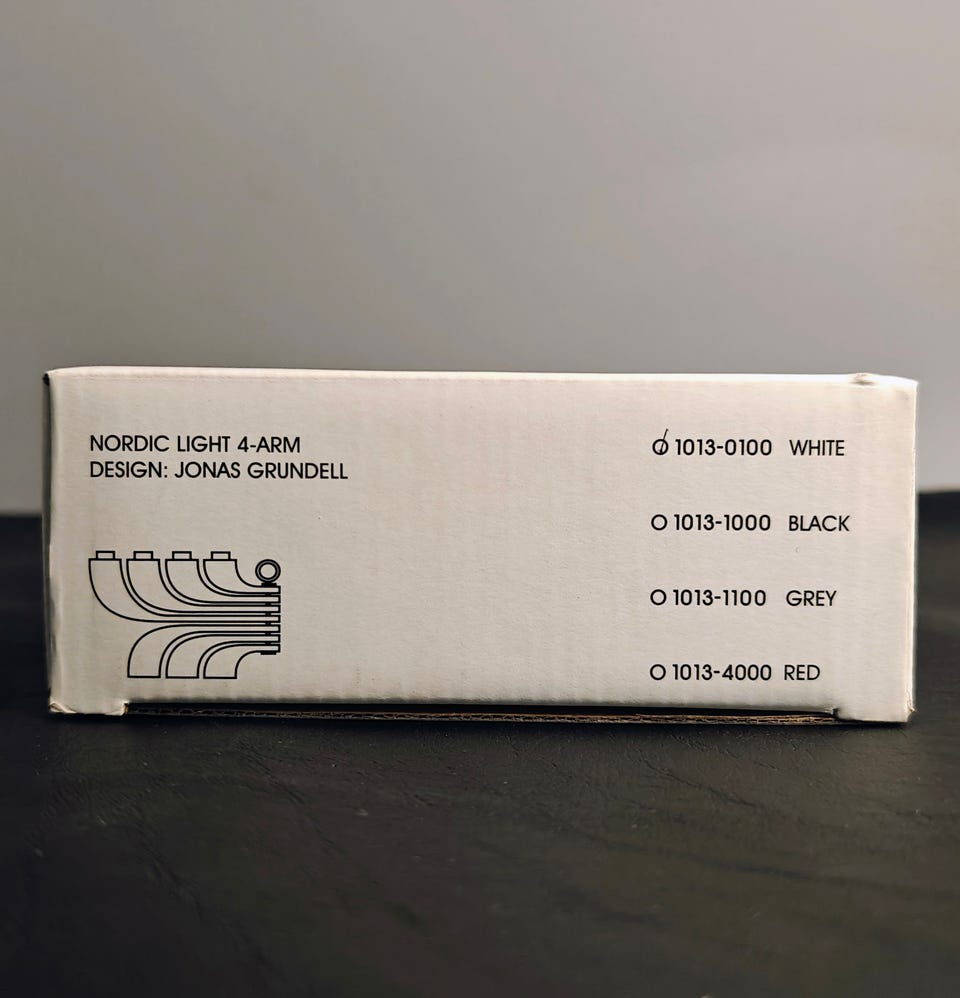 NORDIC LIGHT 4-ARM
DESIGN: JONAS GRUNDELL
1013-0100 WHITE
1013-1000 BLACK
1013-1100 GREY
1013-4000 RED